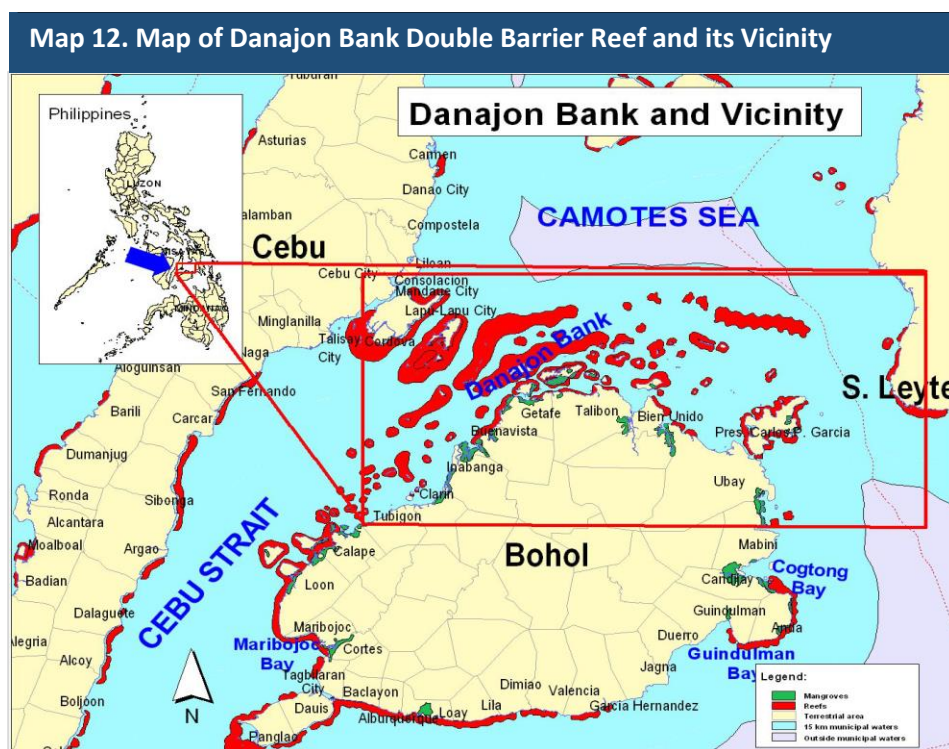 Map 12. Map of Danajon Bank Double Barrier Reef and its Vicinity
Danajon Bank and Vicinity
Philippines
LUZON
Tuburan
Asturias
Carmen
Danao City
Compostela
CAMOTES SEA
alamban
Cebu
Liloan
Cebu City
Consolacion
Mandaue City
Lapu-Lapu City
Minglanilla
Talisay
City
Cordova
Naga
Danajon Bank
Aloguinsan
San Fernando
S. Leyte
Barili
Carcar
Getafe
Talibon
Bien Unido
Buenavista
Pres. Carlos P. Garcia
Dumanjug
Inabanga
Ubay
Ronda
Sibonga
Clarin
Alcantara
Tubigon
Moalboal
Argao
CEBU STRAIT
Calape
Bohol
Mabini
Badian
Loon
Candijay
Cogtong
Bay
Dalaguete
Guindulman
Alegria
Maribojoc
Anda
Maribojoc
Bay
Cortes
Duero
Guindulman
Bay
Alcoy
Jagna
Tagbilaran
City
Boljoon
Baclayon
Dimiao
Valencia
Lila
Garcia Hernandez
Dauis
Alburquerque
Loay
Panglao
N
Legend:
Mangroves
Reefs
Terrestrial area
15 km municipal waters
Outside municipal waters